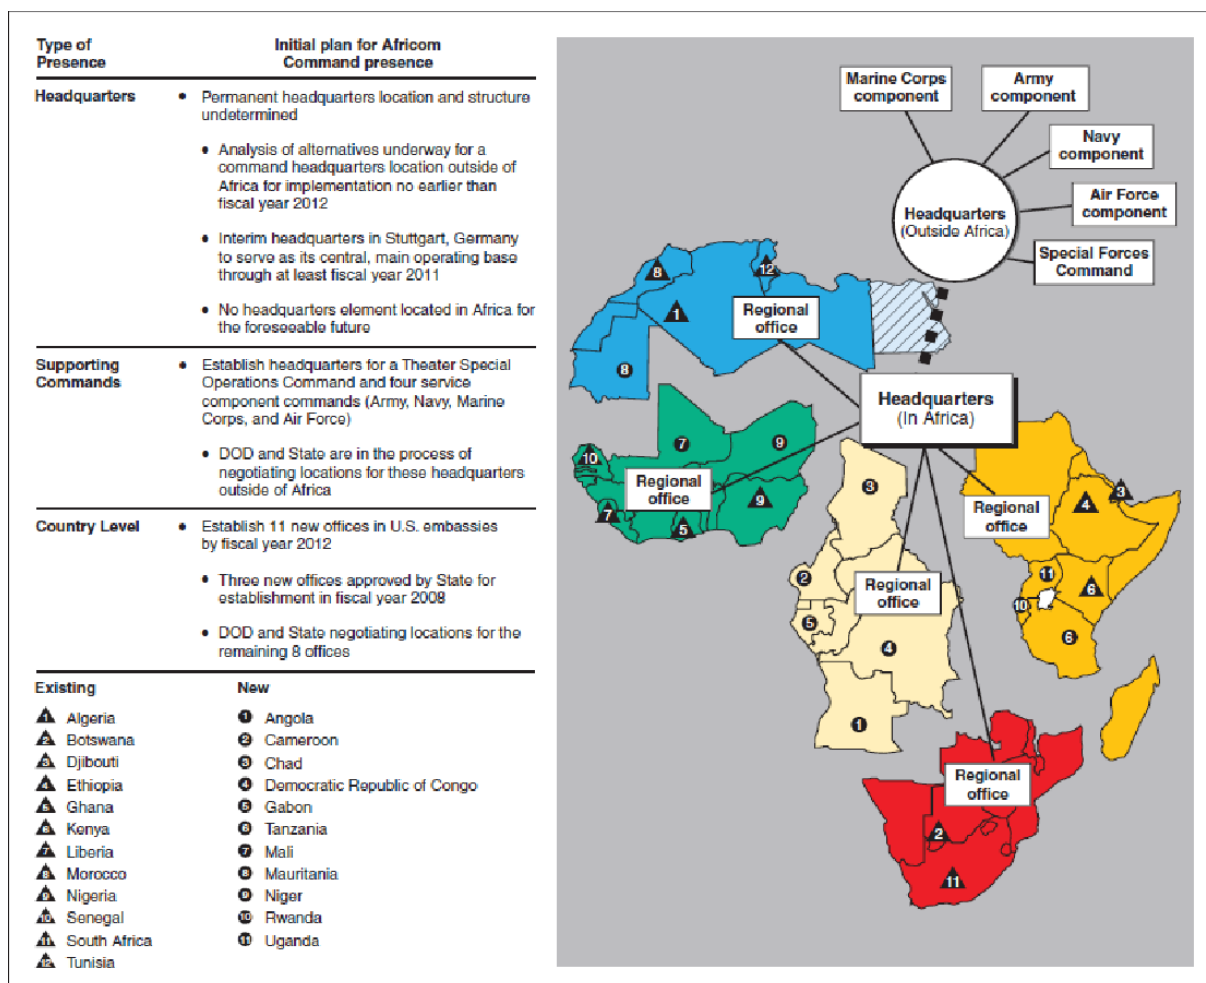 Type of Presence
Initial plan for Africom Command presence
Headquarters
• Permanent headquarters location and structure
undetermined
• Analysis of alternatives underway for a
command headquarters location outside of
Africa for implementation no earlier than
fiscal year 2012
• Interim headquarters in Stuttgart, Germany
to serve as its central, main operating base
through at least fiscal year 2011
• No headquarters element located in Africa for
the foreseeable future
Supporting
Commands
• Establish headquarters for a Theater Special
Operations Command and four service
component commands (Army, Navy, Marine
Corps, and Air Force)
• DOD and State are in the process of
negotiating locations for these headquarters
outside of Africa
Country Level
• Establish 11 new offices in U.S. embassies
by fiscal year 2012
• Three new offices approved by State for
establishment in fiscal year 2008
• DOD and State negotiating locations for the
remaining 8 offices
Existing
1 Algeria
2 Botswana
3 Djibouti
4 Ethiopia
5 Ghana
6 Kenya
7 Liberia
8 Morocco
9 Nigeria
10 Senegal
11 South Africa
12 Tunisia
New
1 Angola
2 Cameroon
3 Chad
4 Democratic Republic of Congo
5 Gabon
6 Tanzania
7 Mali
8 Mauritania
9 Niger
10 Rwanda
11 Uganda
Marine Corps
component
Army
component
Navy
component
Air Force
component
Special Forces
Command
Headquarters
(Outside Africa)
8
12
1
Regional
office
8
Headquarters
(In Africa)
7
9
10
Regional
office
9
7
5
3
3
4
Regional
office
2
Regional
office
11
6
10
5
4
6
1
Regional
office
2
11